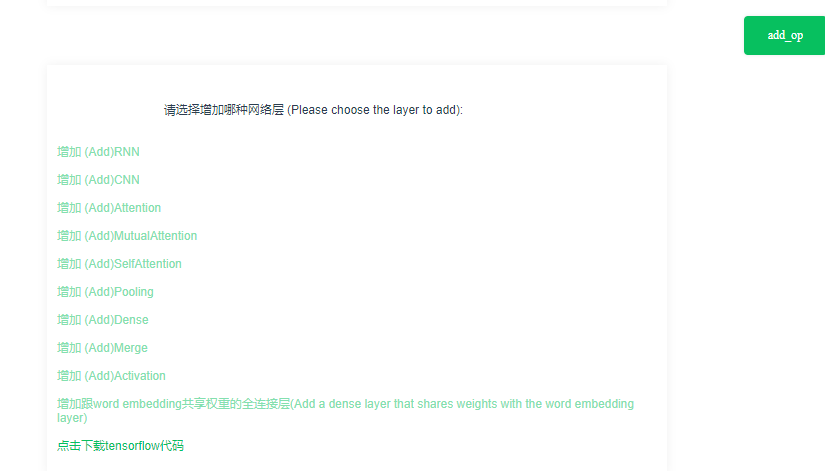 add_op
请选择增加哪种网络层 (Please choose the layer to add):
增加 (Add)RNN
增加 (Add)CNN
增加 (Add)Attention
增加 (Add)MutualAttention
增加 (Add)SelfAttention
增加 (Add)Pooling
增加 (Add)Dense
增加 (Add)Merge
增加 (Add)Activation
增加跟word embedding共享权重的全连接层(Add a dense layer that shares weights with the word embedding
layer)
点击下载tensorflow代码